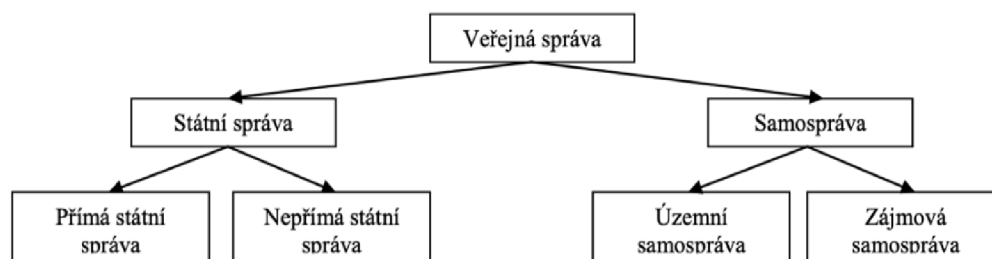 Veřejná správa
Státní správa
Samospráva
Přímá státní
správa
Nepřímá státní
správa
Územní
samospráva
Zájmová
samospráva